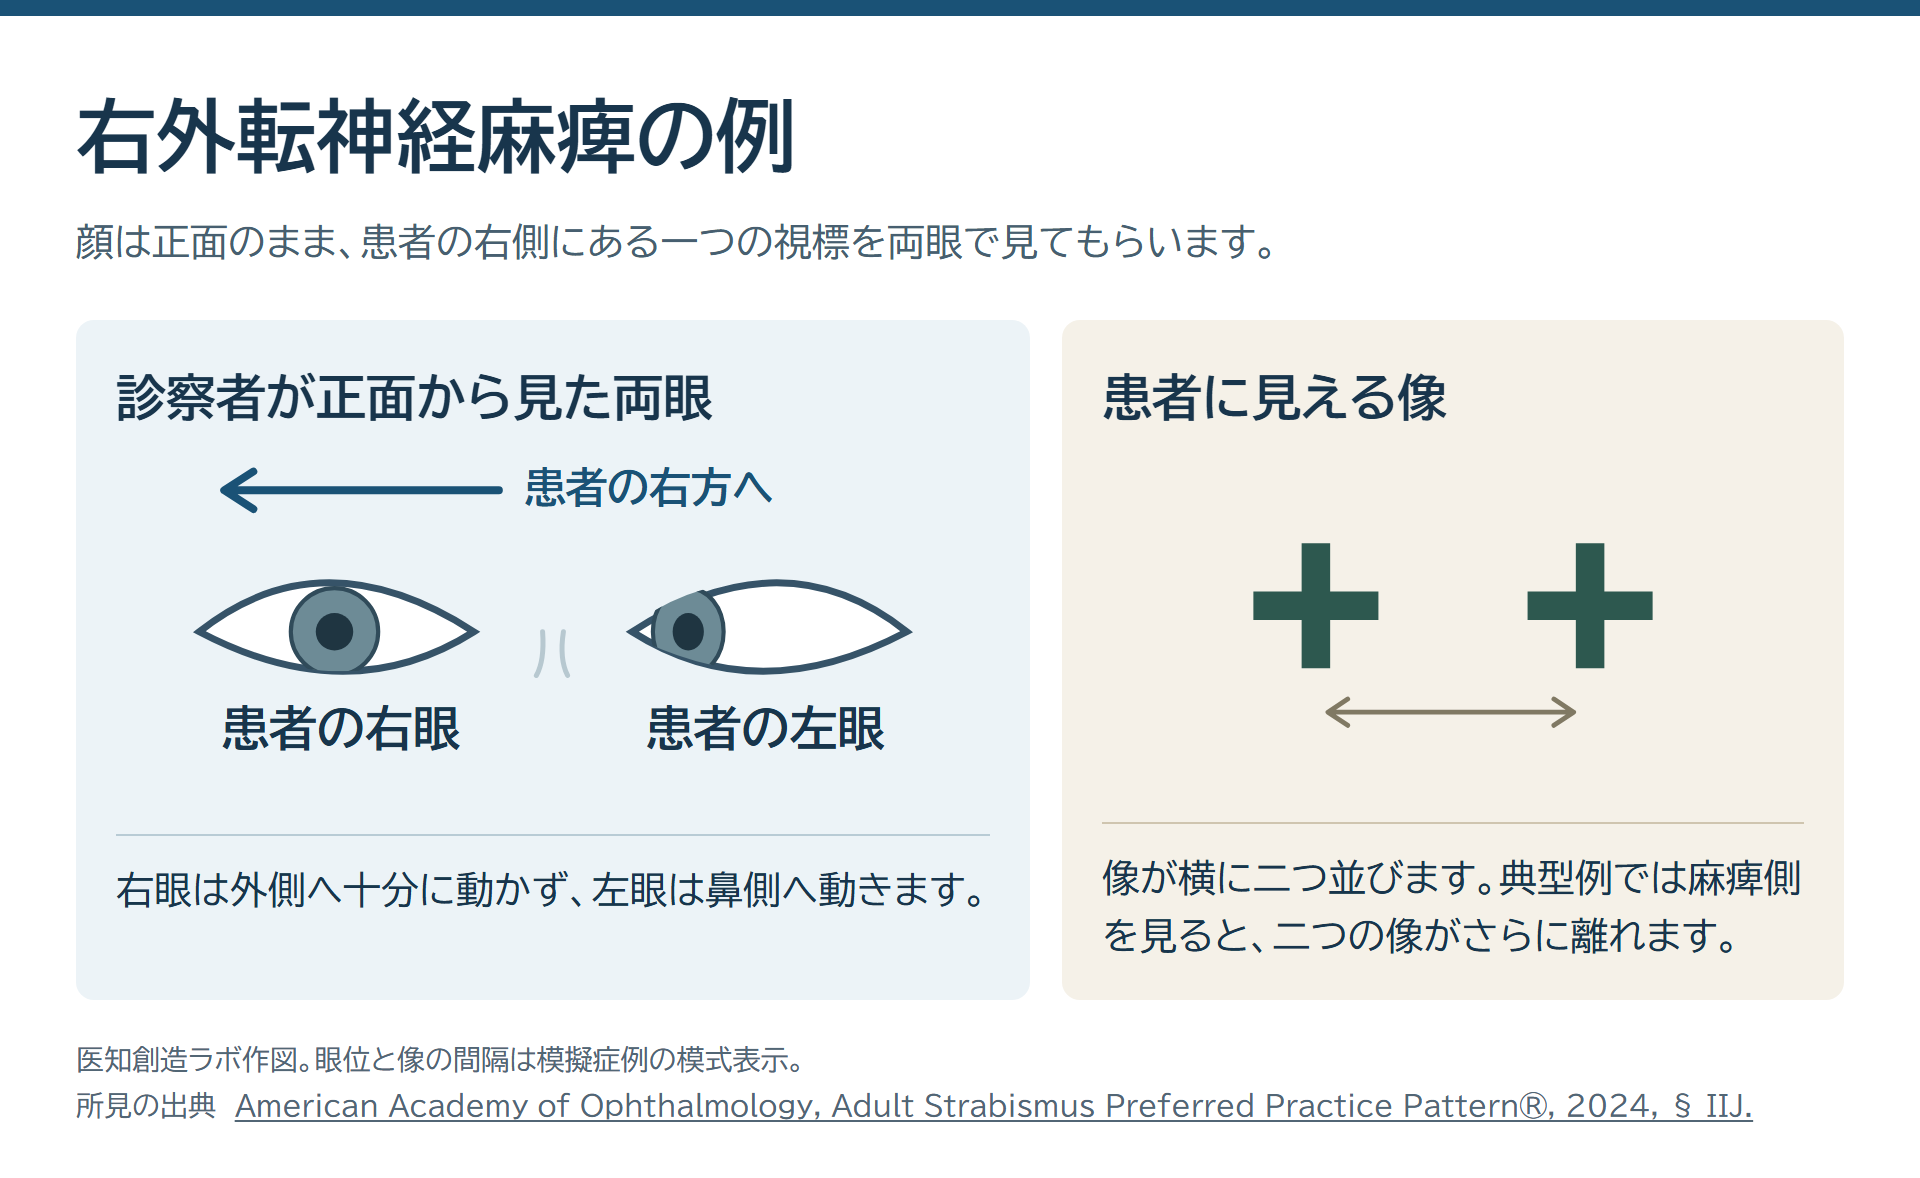 右外転神経麻痺の例
顔は正面のまま、患者の右側にある一つの視標を両眼で見てもらいます。
診察者が正面から見た両眼
患者の右方へ
患者の右眼
患者の左眼
右眼は外側へ十分に動かず、左眼は鼻側へ動きます。
患者に見える像
像が横に二つ並びます。典型例では麻痺側
を見ると、二つの像がさらに離れます。
医知創造ラボ作図。眼位と像の間隔は模擬症例の模式表示。
所見の出典 American Academy of Ophthalmology, Adult Strabismus Preferred Practice Pattern®, 2024, § IIJ.